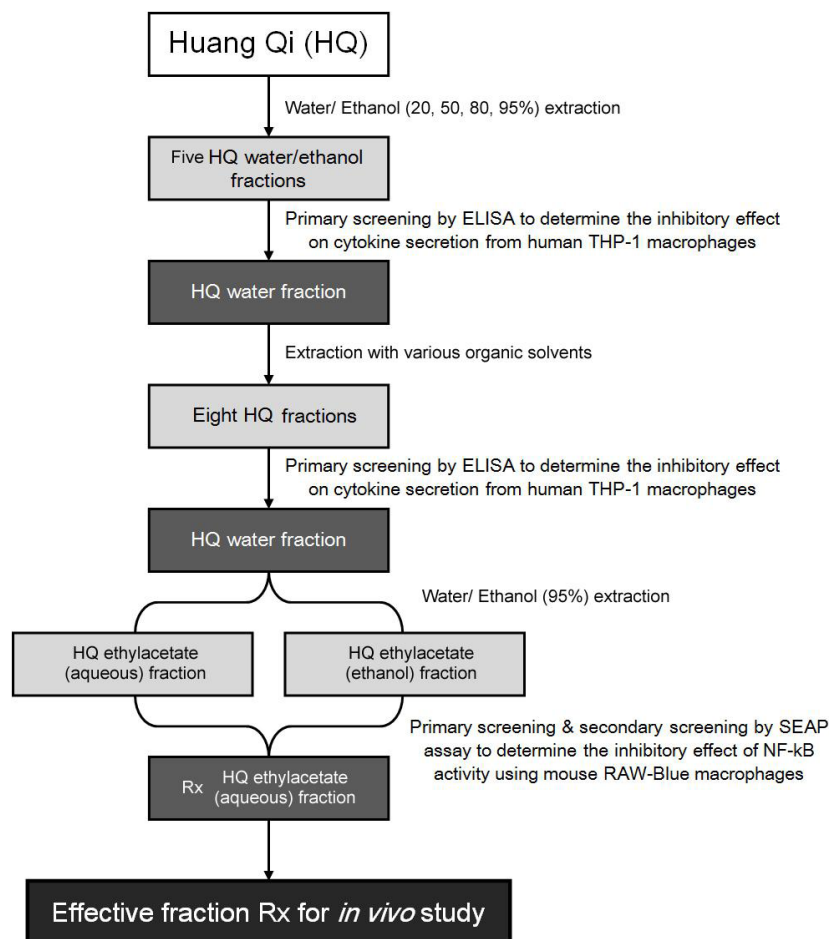 Huang Qi (HQ)
Water/ Ethanol (20, 50, 80, 95%) extraction
Five HQ water/ethanol
fractions
Primary screening by ELISA to determine the inhibitory effect
on cytokine secretion from human THP-1 macrophages
HQ water fraction
Extraction with various organic solvents
Eight HQ fractions
Primary screening by ELISA to determine the inhibitory effect
on cytokine secretion from human THP-1 macrophages
HQ water fraction
Water/ Ethanol (95%) extraction
HQ ethylacetate
(aqueous) fraction
HQ ethylacetate
(ethanol) fraction
Primary screening & secondary screening by SEAP
assay to determine the inhibitory effect of NF-kB
activity using mouse RAW-Blue macrophages
Rx HQ ethylacetate
(aqueous) fraction
Effective fraction Rx for in vivo study